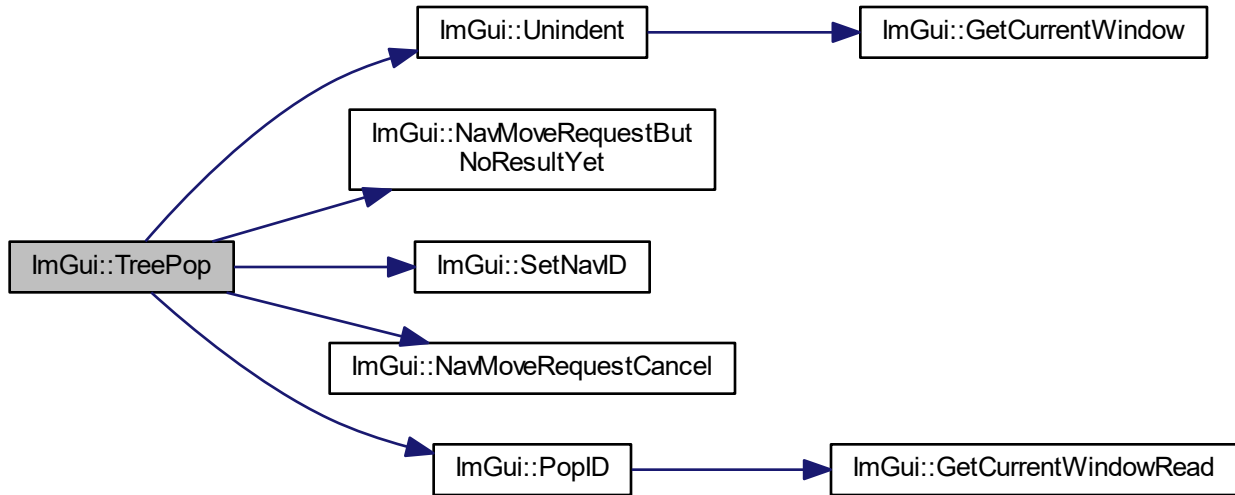 ImGui::Unindent
ImGui::GetCurrentWindow
ImGui::NavMoveRequestBut
NoResultYet
ImGui::TreePop
ImGui::SetNavID
ImGui::NavMoveRequestCancel
ImGui::PopID
ImGui::GetCurrentWindowRead